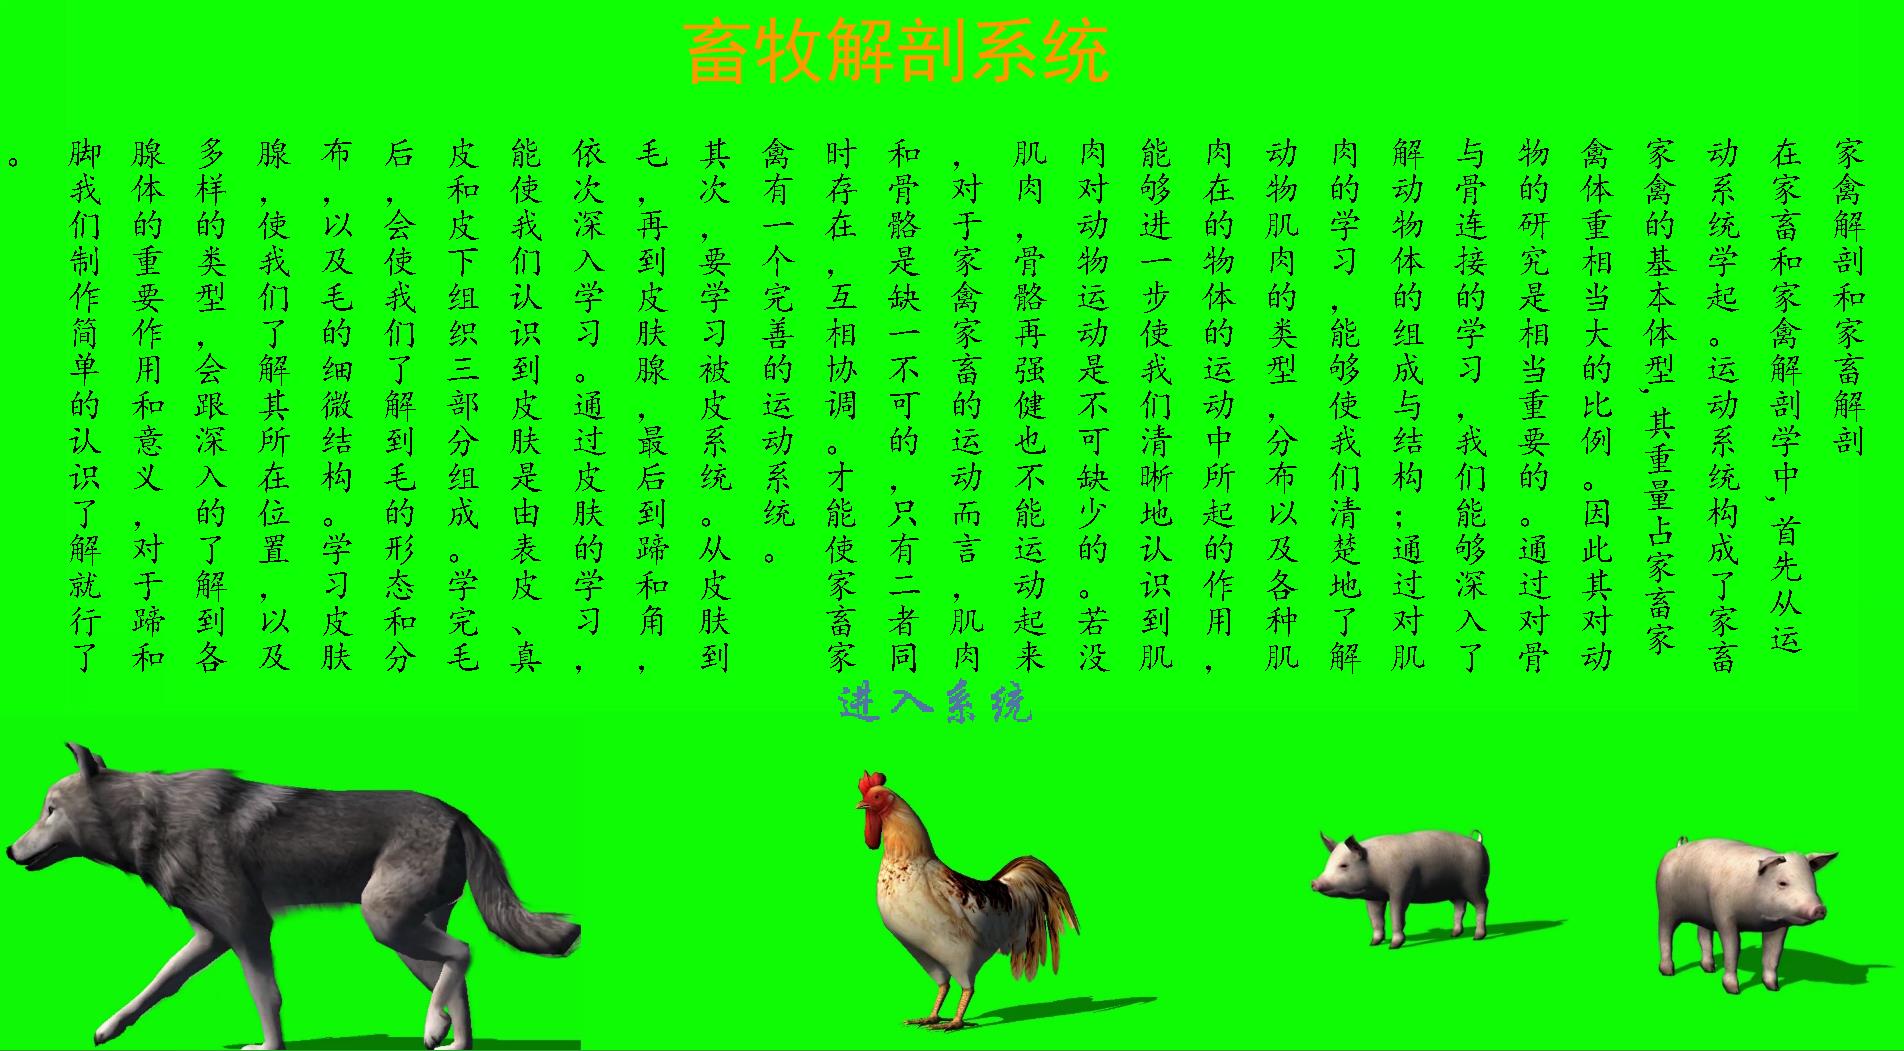 畜牧解剖系统
家禽解剖和家畜解剖
在家畜和家禽解剖学中,首先从运
动系统学起。运动系统构成了家畜
家禽的基本体型,其重量占家畜家
禽体重相当大的比例。因此其对动
物的研究是相当重要的。通过对骨
与骨连接的学习,我们能够深入了
解动物体的组成与结构;通过对肌
肉的学习,能够使我们清楚地了解
动物肌肉的类型,分布以及各种肌
肉在的物体的运动中所起的作用,
能够进一步使我们清晰地认识到肌
肉对动物运动是不可缺少的。若没
肌肉,骨骼再强健也不能运动起来
,对于家禽家畜的运动而言,肌肉
和骨骼是缺一不可的,只有二者同
时存在,互相协调。才能使家畜家
禽有一个完善的运动系统。
其次,要学习被皮系统。从皮肤到
毛,再到皮肤腺,最后到蹄和角,
依次深入学习。通过皮肤的学习,
能使我们认识到皮肤是由表皮、真
皮和皮下组织三部分组成。学完毛
后,会使我们了解到毛的形态和分
布,以及毛的细微结构。学习皮肤
腺,使我们了解其所在位置,以及
多样的类型,会跟深入的了解到各
腺体的重要作用和意义,对于蹄和
脚我们制作简单的认识了解就行了
。
进入系统